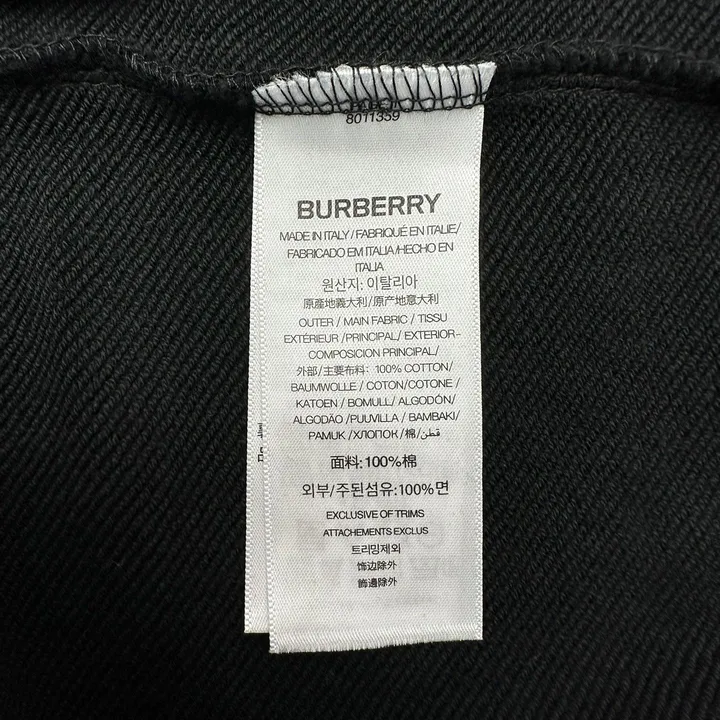 8011359
BURBERRY
MADE IN ITALY / FABRIQUÉ EN ITALIE/
FABRICADO EM ITALIA/HECHO EN
ITALIA
원산지: 이탈리아
原產地義大利/原产地意大利
OUTER / MAIN FABRIC / TISSU
EXTÉRIEUR /PRINCIPAL/ EXTERIOR-
COMPOSICION PRINCIPAL/
外部/主要布料: 100% COTTON/
BAUMWOLLE / COTON/COTONE /
KATOEN / BOMULL/ ALGODÓN/
ALGODÃO /PUUVILLA / BAMBAKI/
PAMUK /ХЛОПОК /棉/قطن
面料:100%棉
외부/주된섬유:100%면
EXCLUSIVE OF TRIMS
ATTACHEMENTS EXCLUS
트리밍제외
饰边除外
飾邊除外